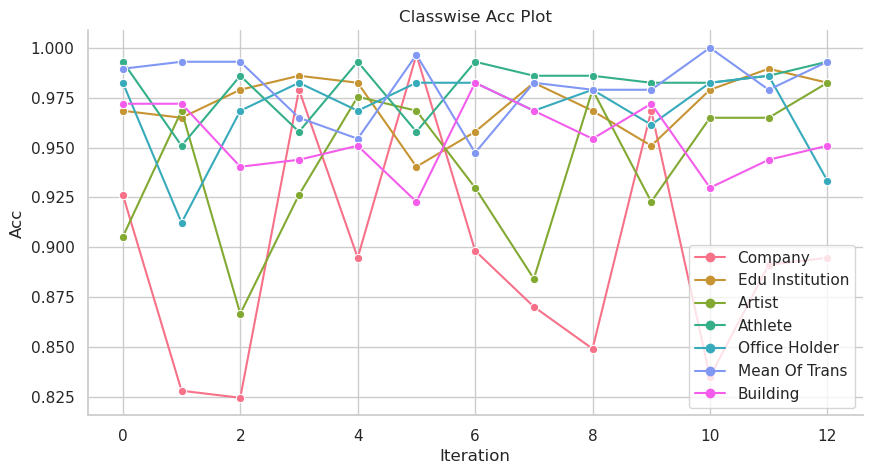 Classwise Acc Plot
1.000
0.975
0.950
0.925
0.900
0.875
0.850
0.825
Acc
0 2 4 6 8 10 12
Iteration
Company
Edu Institution
Artist
Athlete
Office Holder
Mean Of Trans
Building